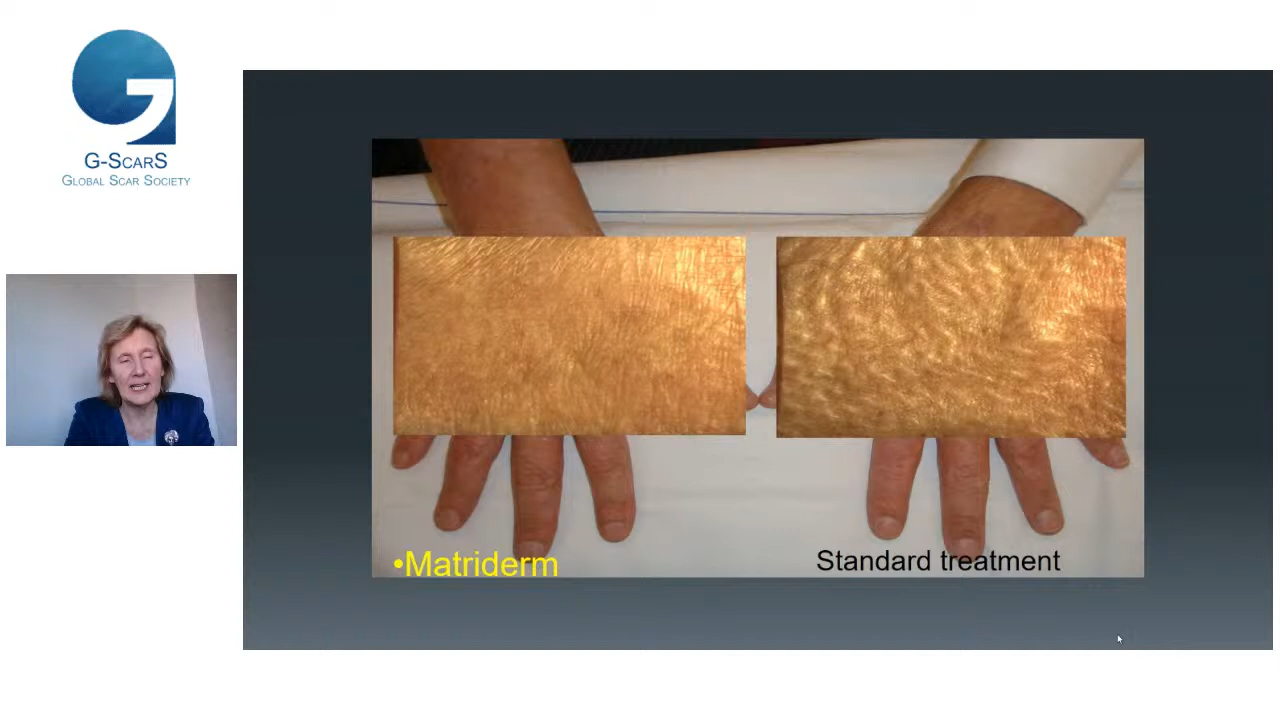 G-ScarS
Global Scar Society
•Matriderm
Standard treatment